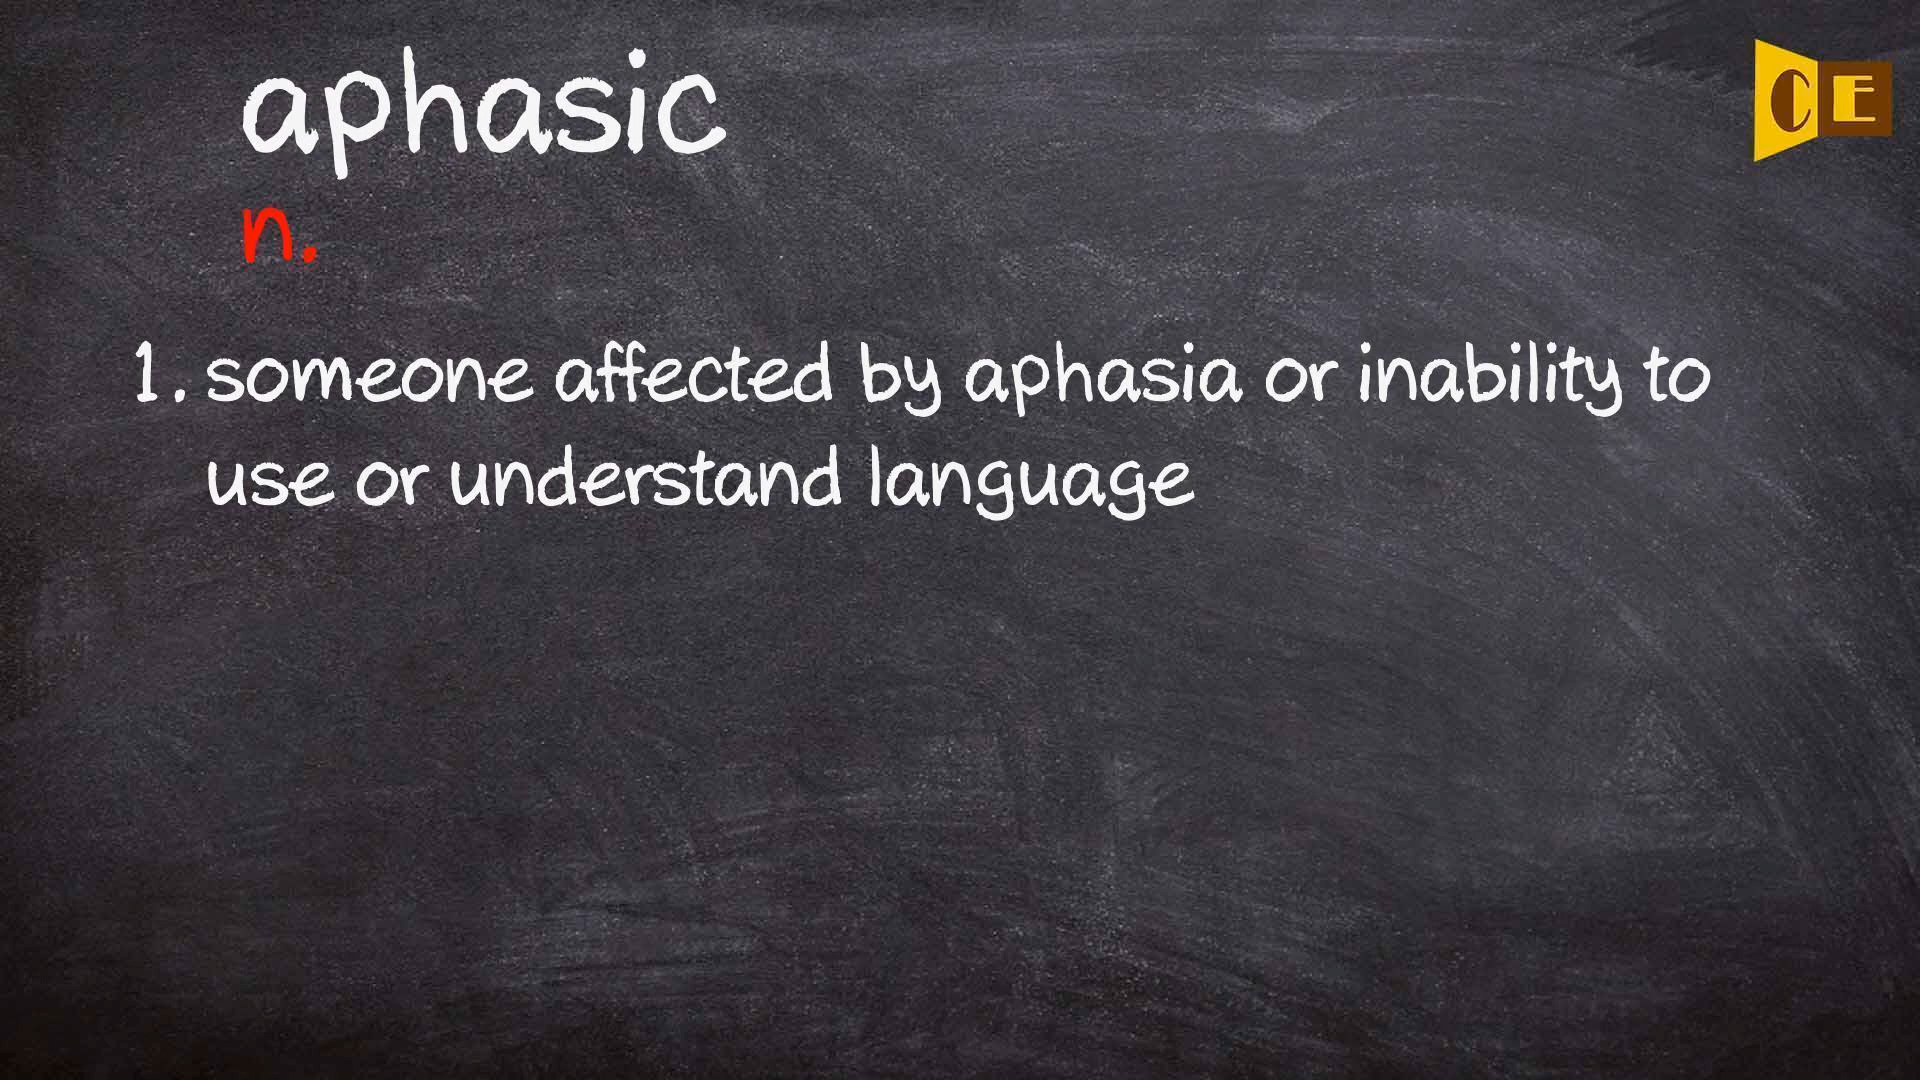 aphasic
CE
n.
1. someone affected by aphasia or inability to
use or understand language